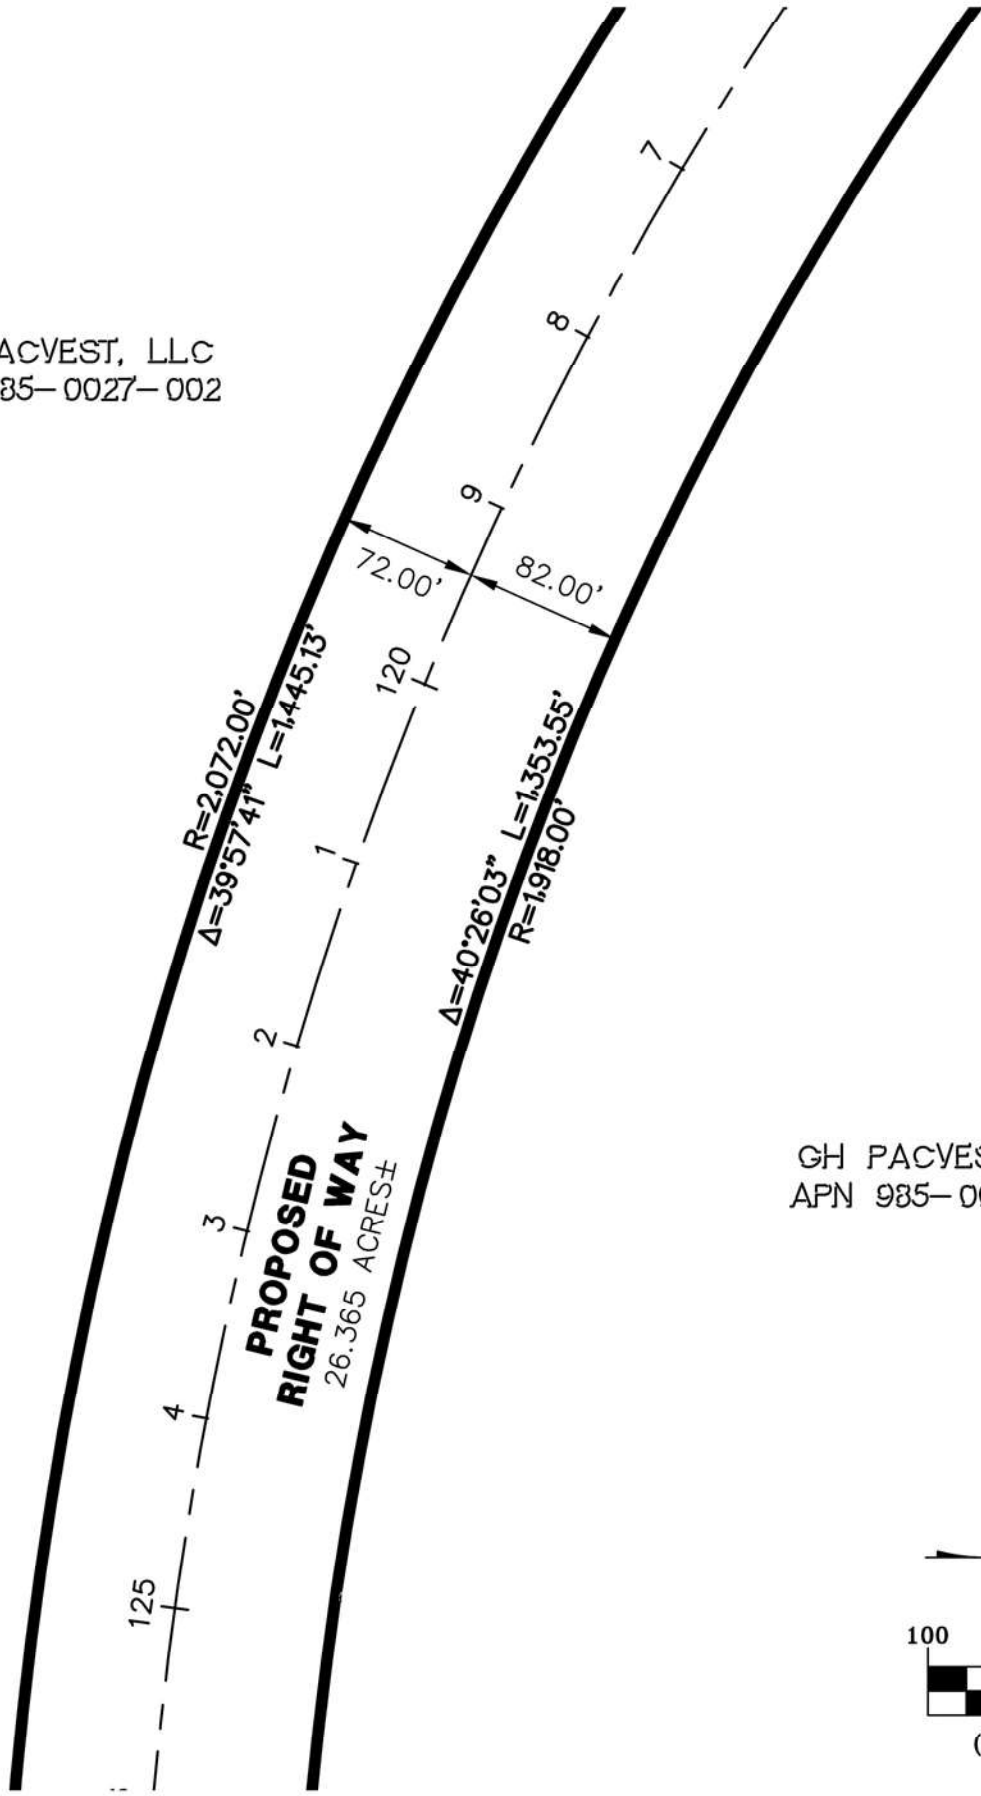 7
8
ACVEST, LLC
85-0027-002
9
72.00'
82.00'
120
R=2,072.00'
Δ=39°57'41" L=1,445.13'
Δ=40°26'03" L=1,353.55'
R=1,918.00'
1
2
3
PROPOSED
RIGHT OF WAY
26.365 ACRES±
GH PACVES
APN 985-00
4
125
100
(